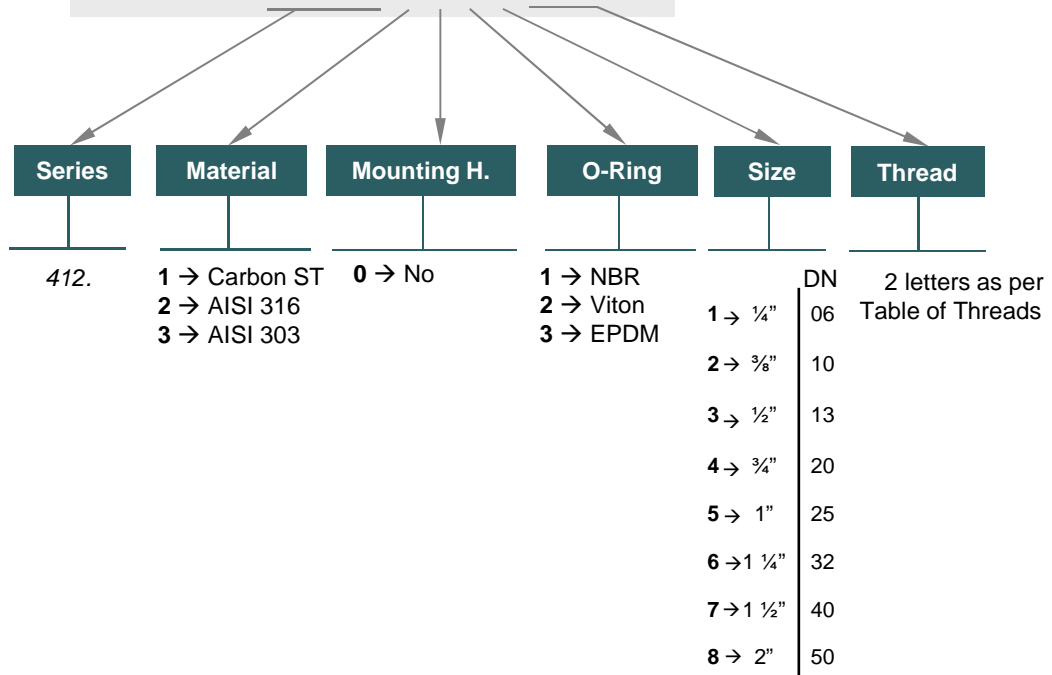 Series Material Mounting H. O-Ring Size Thread
412.
1 → Carbon ST
2 → AISI 316
3 → AISI 303
0 → No
1 → NBR
2 → Viton
3 → EPDM
DN
1 → ¼” 06
2 → ⅜” 10
3 → ½” 13
4 → ¾” 20
5 → 1” 25
6 → 1 ¼” 32
7 → 1 ½” 40
8 → 2” 50
2 letters as per
Table of Threads